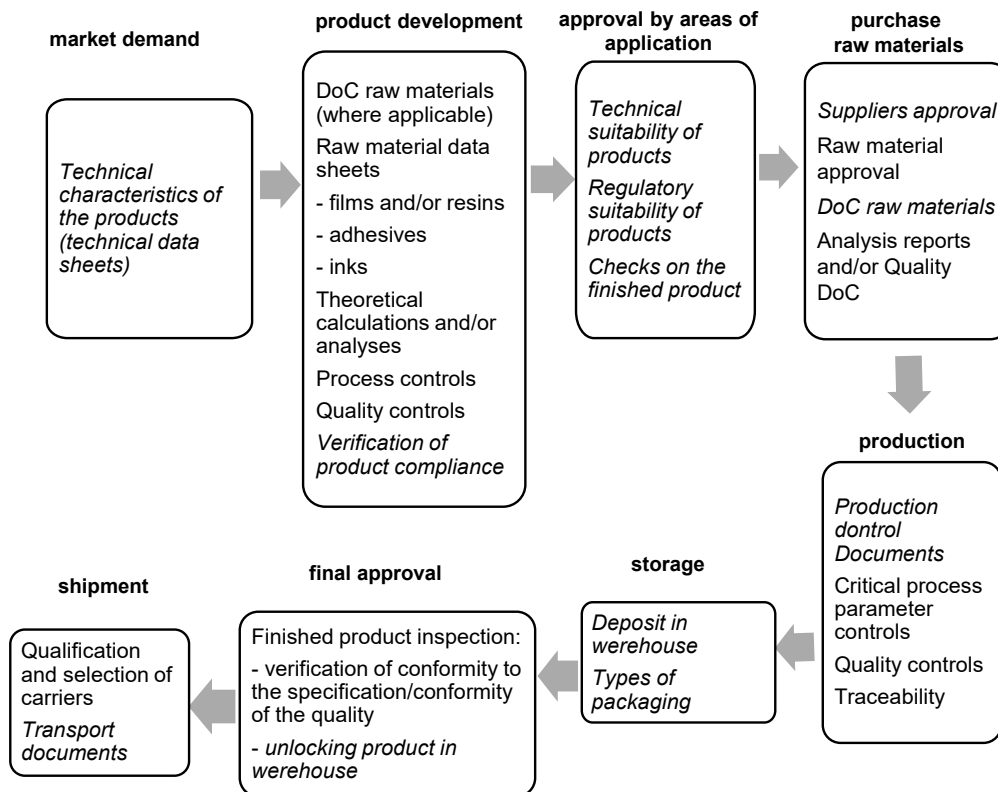 market demand
Technical
characteristics of
the products
(technical data
sheets)
product development
DoC raw materials
(where applicable)
Raw material data
sheets
- films and/or resins
- adhesives
- inks
Theoretical
calculations and/or
analyses
Process controls
Quality controls
Verification of
product compliance
approval by areas of
application
Technical
suitability of
products
Regulatory
suitability of
products
Checks on the
finished product
purchase
raw materials
Suppliers approval
Raw material
approval
DoC raw materials
Analysis reports
and/or Quality
DoC
production
Production
dontrol
Documents
Critical process
parameter
controls
Quality controls
Traceability
storage
Deposit in
werehouse
Types of
packaging
final approval
Finished product inspection:
- verification of conformity to
the specification/conformity
of the quality
- unlocking product in
werehouse
shipment
Qualification
and selection of
carriers
Transport
documents